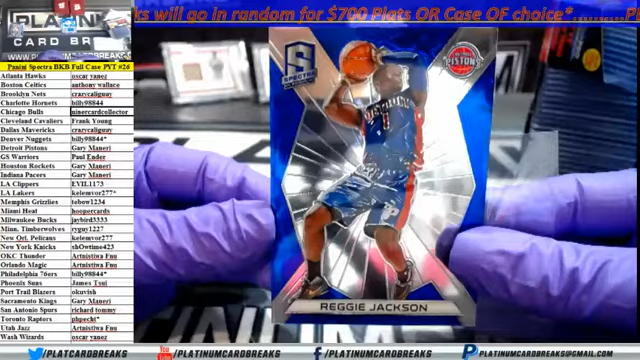 ks will go in random for $700 Plats OR Case OF choice*..........P
PLATINUM
CARD BREAKS
Panini Spectra BKB Full Case PYT #26
Atlanta Hawks oscar yanez
Boston Celtics anthony wallace
Brooklyn Nets crazycaliguy
Charlotte Hornets billy98844
Chicago Bulls ninercardcollector
Cleveland Cavaliers Frank Young
Dallas Mavericks crazycaliguy
Denver Nuggets billy98844*
Detroit Pistons Gary Maneri
GS Warriors Paul Ender
Houston Rockets Gary Maneri
Indiana Pacers Gary Maneri
LA Clippers EVIL1173
LA Lakers kelemvor277*
Memphis Grizzlies tebow1234
Miami Heat hoopercards
Milwaukee Bucks jaybird3333
Minn. Timberwolves ryguy1227
New Orl. Pelicans kelemvor277
New York Knicks sh0wtime423
OKC Thunder Artnistiwa Fnu
Orlando Magic Artnistiwa Fnu
Philadelphia 76ers billy98844*
Phoenix Suns James Tsui
Port Trail Blazers okuvish
Sacramento Kings Gary Maneri
San Antonio Spurs richard tommy
Toronto Raptors phpecht*
Utah Jazz Artnistiwa Fnu
Wash Wizards oscar yanez
SPECTRA
PISTONS
1
REGGIE JACKSON
/PLATCARDBREAKS
@PLATINUMCARDBREAKS
/PLATINUMCARDBREAKS
/PLATINUMCARDBREAKS.COM